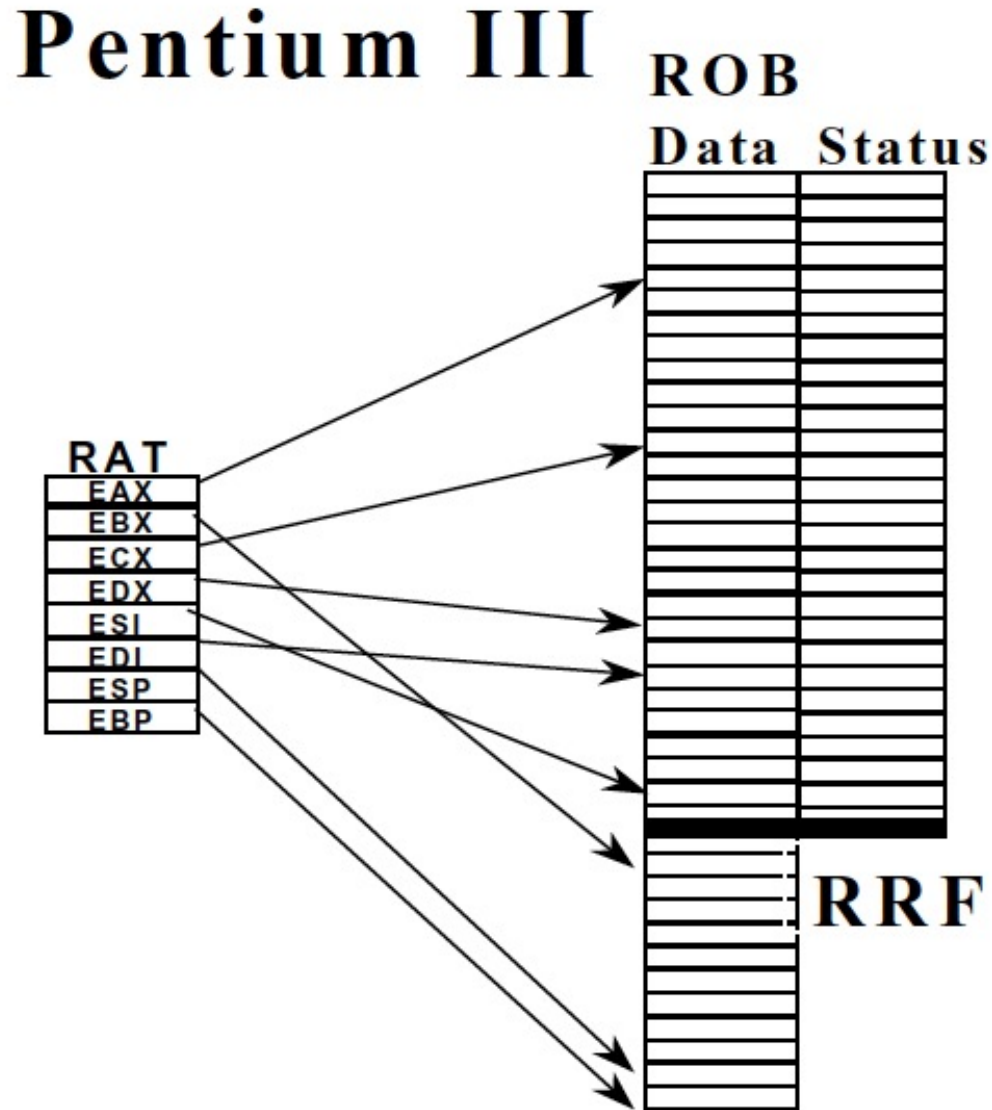 Pentium III
ROB
Data Status
RAT
EAX
EBX
ECX
EDX
ESI
EDI
ESP
EBP
RRF